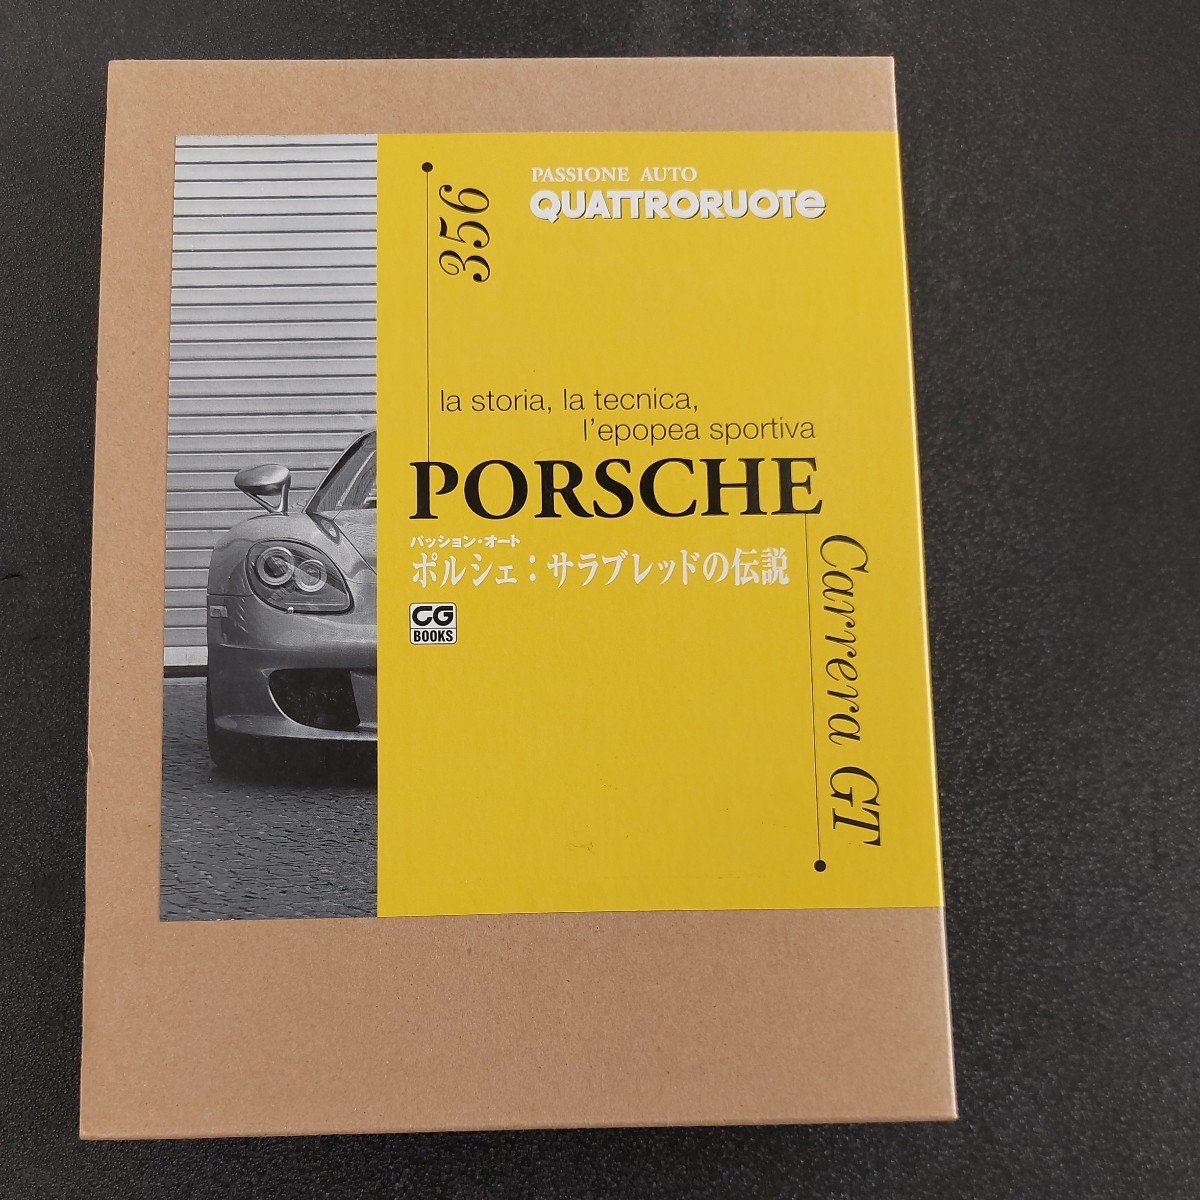 PASSIONE AUTO
QUATTRORUOTe
356
la storia, la tecnica,
l'epopea sportiva
PORSCHE
パッション・オート
ポルシェ:サラブレッドの伝説
CG
BOOKS
Carrera GT